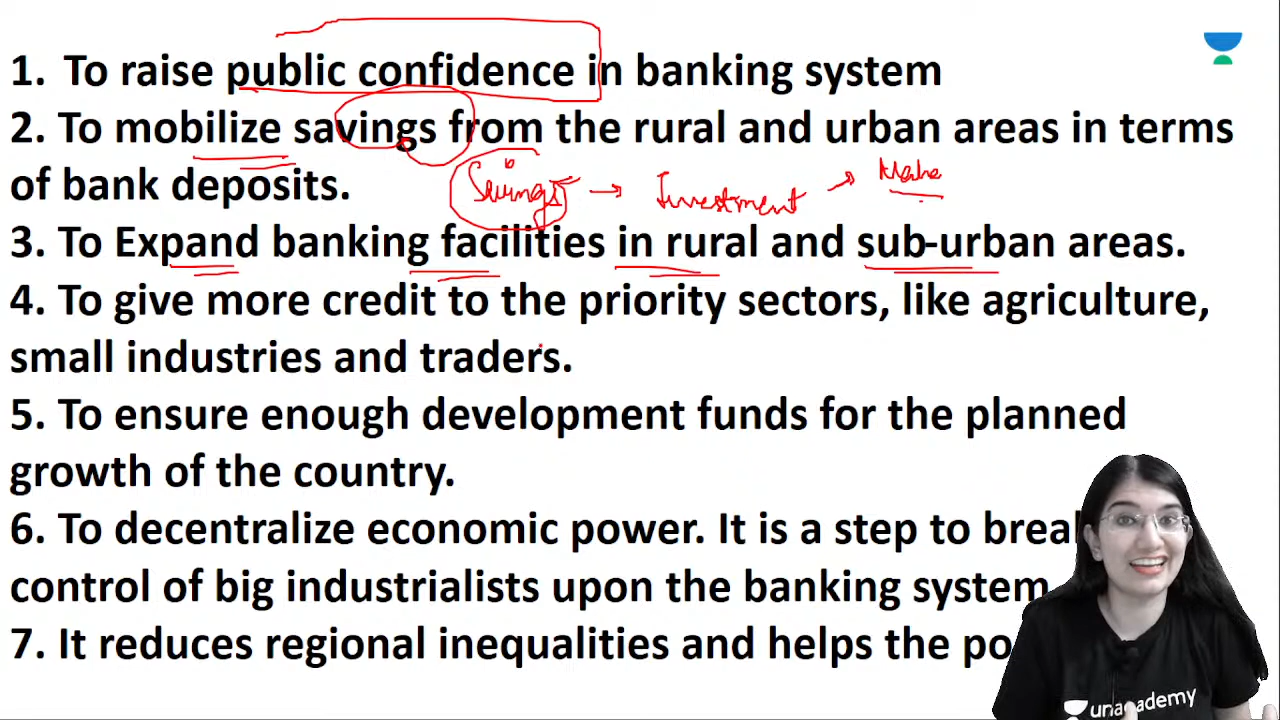 1. To raise public confidence in banking system
2. To mobilize savings from the rural and urban areas in terms
of bank deposits.
Savings → Investment →
3. To Expand banking facilities in rural and sub-urban areas.
4. To give more credit to the priority sectors, like agriculture,
small industries and traders.
5. To ensure enough development funds for the planned
growth of the country.
6. To decentralize economic power. It is a step to break
control of big industrialists upon the banking system
7. It reduces regional inequalities and helps the
unacademy